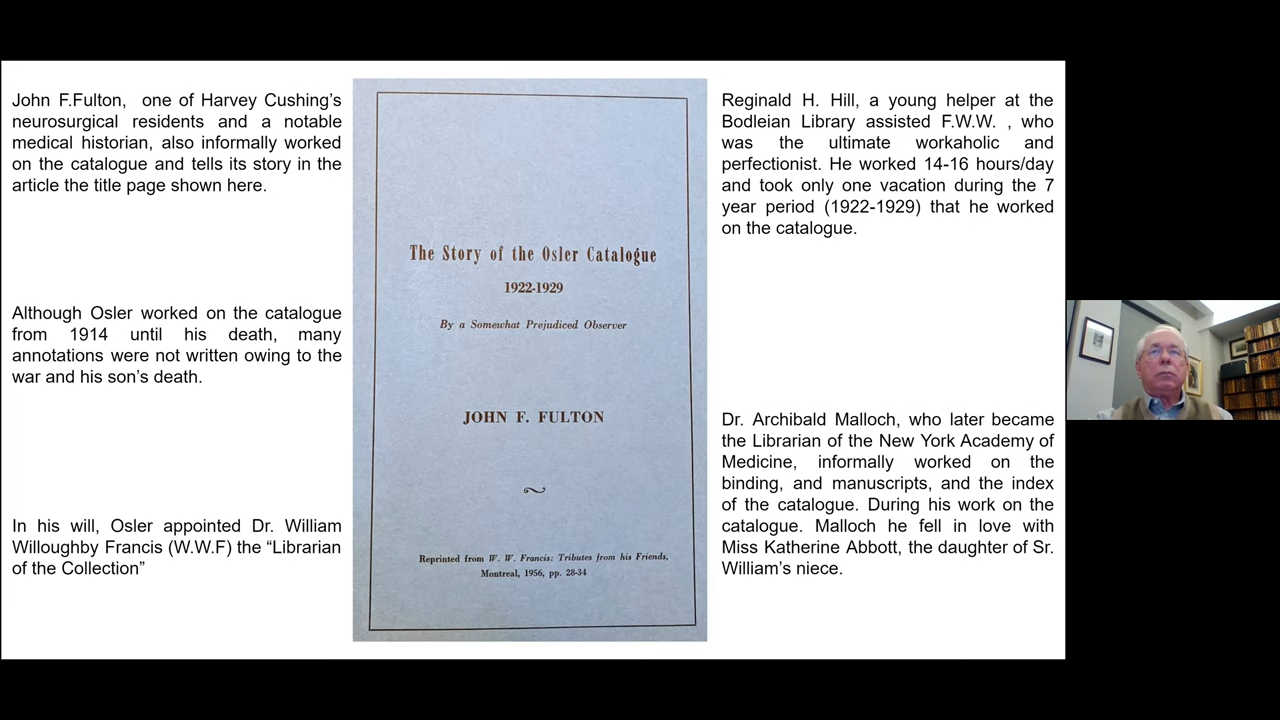 John F.Fulton, one of Harvey Cushing's
neurosurgical residents and a notable
medical historian, also informally worked
on the catalogue and tells its story in the
article the title page shown here.
Although Osler worked on the catalogue
from 1914 until his death, many
annotations were not written owing to the
war and his son's death.
In his will, Osler appointed Dr. William
Willoughby Francis (W.W.F) the “Librarian
of the Collection”
The Story of the Osler Catalogue
1922-1929
By a Somewhat Prejudiced Observer
JOHN F. FULTON
Reprinted from W. W. Francis: Tributes from his Friends,
Montreal, 1956, pp. 28-34
Reginald H. Hill, a young helper at the
Bodleian Library assisted F.W.W. , who
was the ultimate workaholic and
perfectionist. He worked 14-16 hours/day
and took only one vacation during the 7
year period (1922-1929) that he worked
on the catalogue.
Dr. Archibald Malloch, who later became
the Librarian of the New York Academy of
Medicine, informally worked on the
binding, and manuscripts, and the index
of the catalogue. During his work on the
catalogue. Malloch he fell in love with
Miss Katherine Abbott, the daughter of Sr.
William's niece.